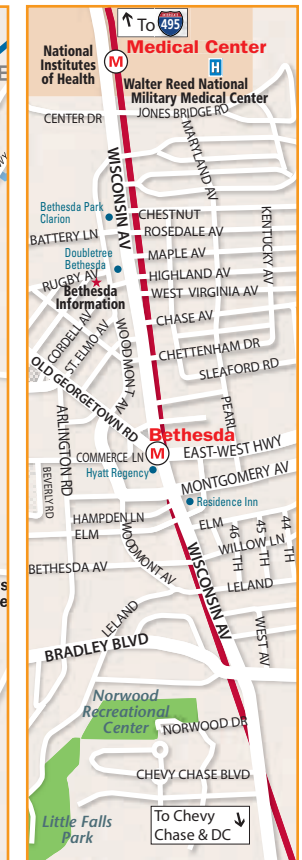 To 495
Medical Center
M
National
Institutes
of Health
H
Walter Reed National
Military Medical Center
CENTER DR
JONES BRIDGE RD
MARYLAND AV
WISCONSIN AV
Bethesda Park
Clarion
CHESTNUT
KENTUCKY AV
BATTERY LN
ROSEDALE AV
Doubletree
Bethesda
MAPLE AV
HIGHLAND AV
RUGBY AV
Bethesda
Information
WEST VIRGINIA AV
CORDELL AV
ST. ELMO AV
WOODMONT AV
CHASE AV
CHETTENHAM DR
SLEAFORD RD
OLD GEORGETOWN RD
PEARL
Bethesda
M
ARLINGTON RD
COMMERCE LN
EAST-WEST HWY
Hyatt Regency
MONTGOMERY AV
BEVERLY RD
Residence Inn
HAMPDEN LN
ELM
ELM
WOODMONT AV
46 TH
45 TH
44 TH
WILLOW LN
BETHESDA AV
WISCONSIN AV
LELAND
LELAND
WEST AV
BRADLEY BLVD
Norwood
Recreational
Center
NORWOOD DR
CHEVY CHASE BLVD
Little Falls
Park
To Chevy
Chase & DC